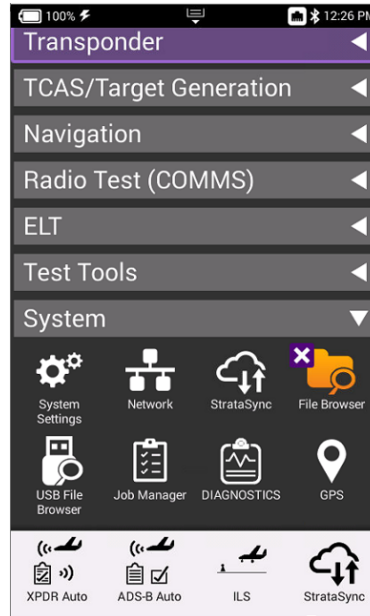 100% 12:26 PM
Transponder
TCAS/Target Generation
Navigation
Radio Test (COMMS)
ELT
Test Tools
System
System Settings
Network
StrataSync
File Browser
USB File Browser
Job Manager
DIAGNOSTICS
GPS
XPDR Auto
ADS-B Auto
ILS
StrataSync